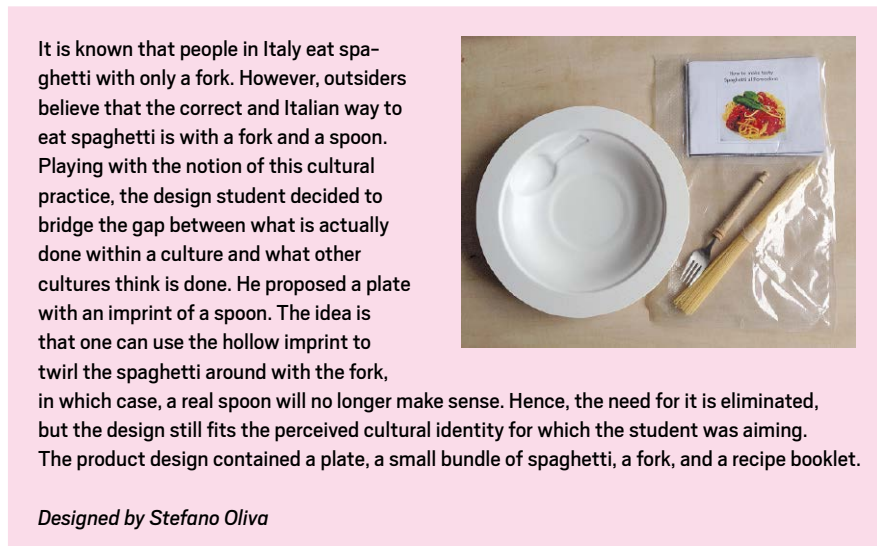 It is known that people in Italy eat spa-
ghetti with only a fork. However, outsiders
believe that the correct and Italian way to
eat spaghetti is with a fork and a spoon.
Playing with the notion of this cultural
practice, the design student decided to
bridge the gap between what is actually
done within a culture and what other
cultures think is done. He proposed a plate
with an imprint of a spoon. The idea is
that one can use the hollow imprint to
twirl the spaghetti around with the fork,
in which case, a real spoon will no longer make sense. Hence, the need for it is eliminated,
but the design still fits the perceived cultural identity for which the student was aiming.
The product design contained a plate, a small bundle of spaghetti, a fork, and a recipe booklet.
Designed by Stefano Oliva
How to make tasty
Spaghetti al Pomodoro